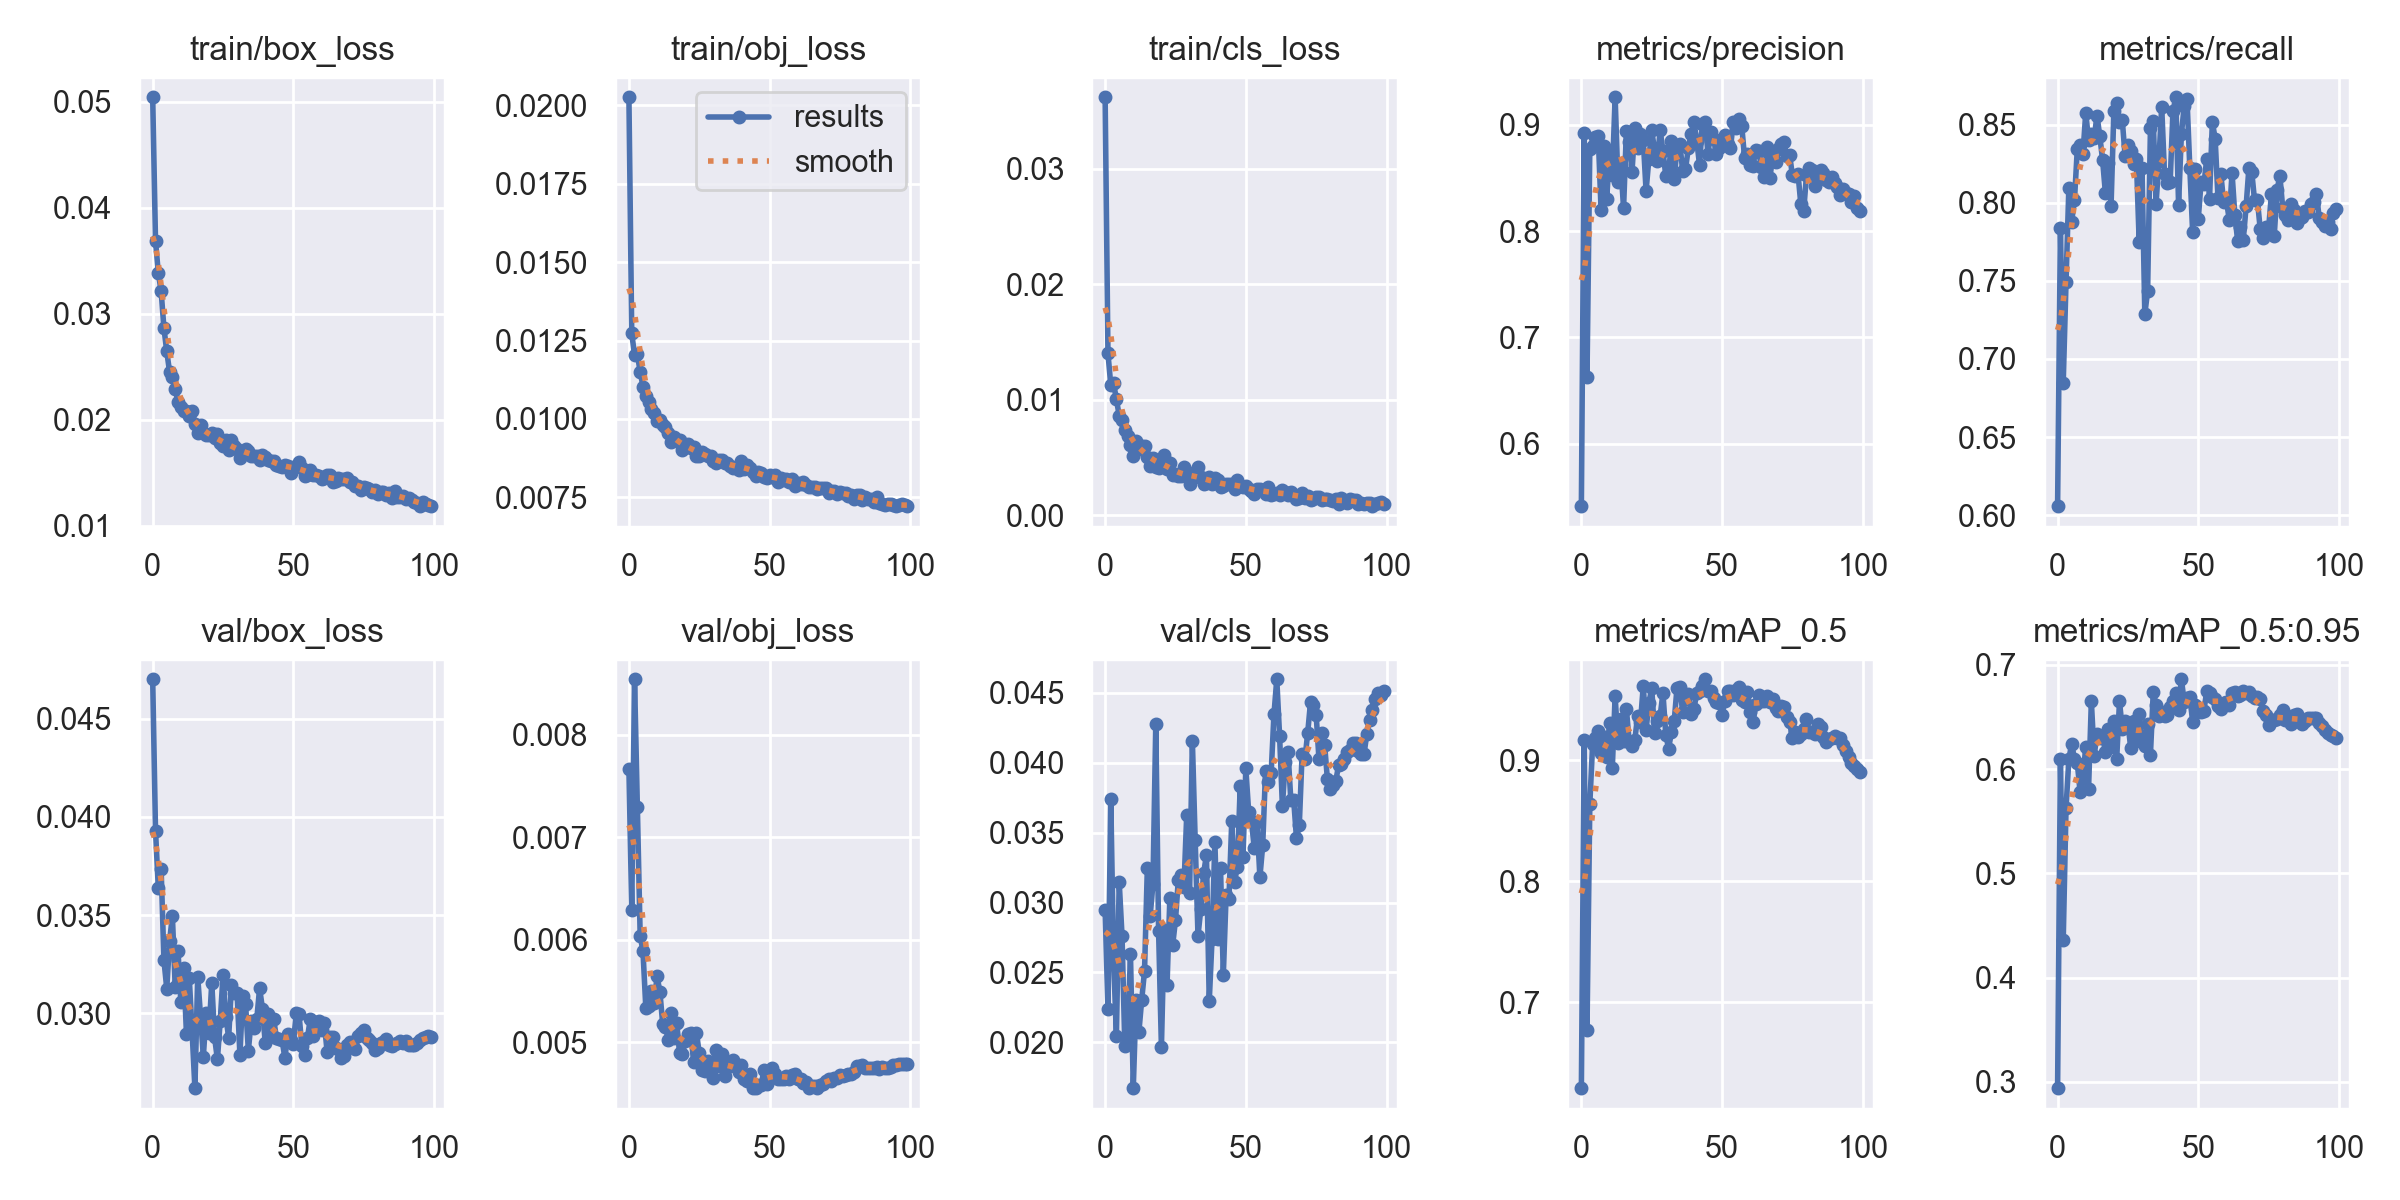 train/box_loss
train/obj_loss
train/cls_loss
metrics/precision
metrics/recall
0.05
0.04
0.03
0.02
0.01
0 50 100
0.0200
0.0175
0.0150
0.0125
0.0100
0.0075
results
smooth
0 50 100
0.03
0.02
0.01
0.00
0 50 100
0.9
0.8
0.7
0.6
0 50 100
0.85
0.80
0.75
0.70
0.65
0.60
0 50 100
val/box_loss
val/obj_loss
val/cls_loss
metrics/mAP_0.5
metrics/mAP_0.5:0.95
0.045
0.040
0.035
0.030
0 50 100
0.008
0.007
0.006
0.005
0 50 100
0.045
0.040
0.035
0.030
0.025
0.020
0 50 100
0.9
0.8
0.7
0 50 100
0.7
0.6
0.5
0.4
0.3
0 50 100